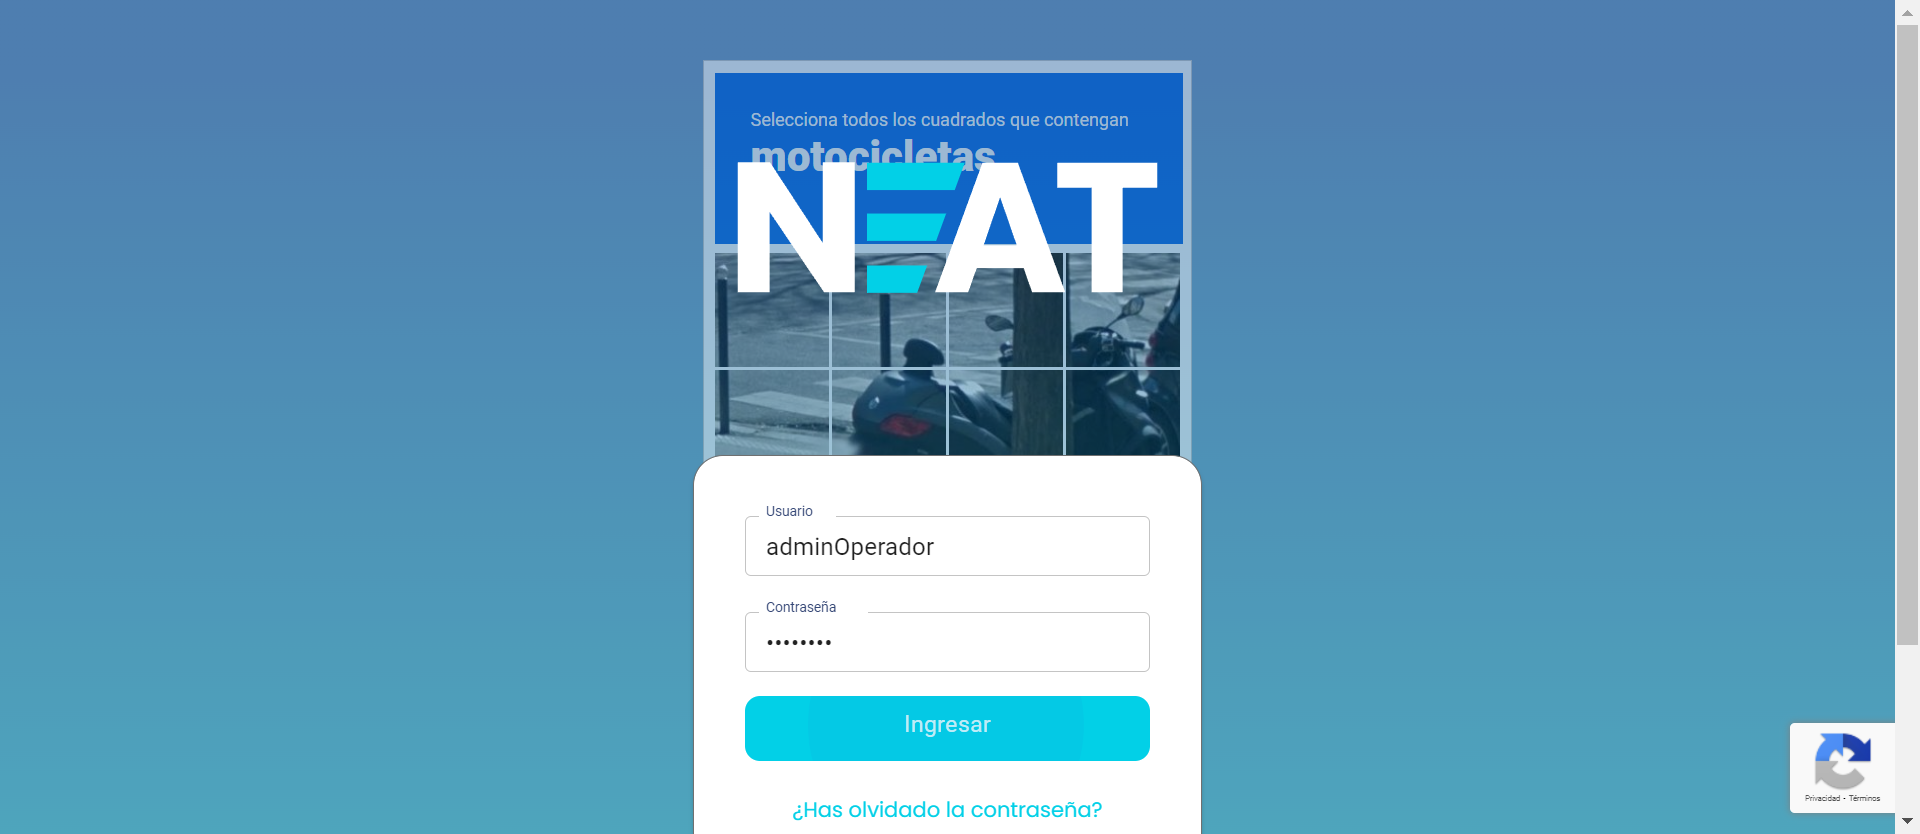 Selecciona todos los cuadrados que contengan
motocicletas
NEAT
Usuario
adminOperador
Contraseña
••••••••
Ingresar
¿Has olvidado la contraseña?
Privacidad - Términos